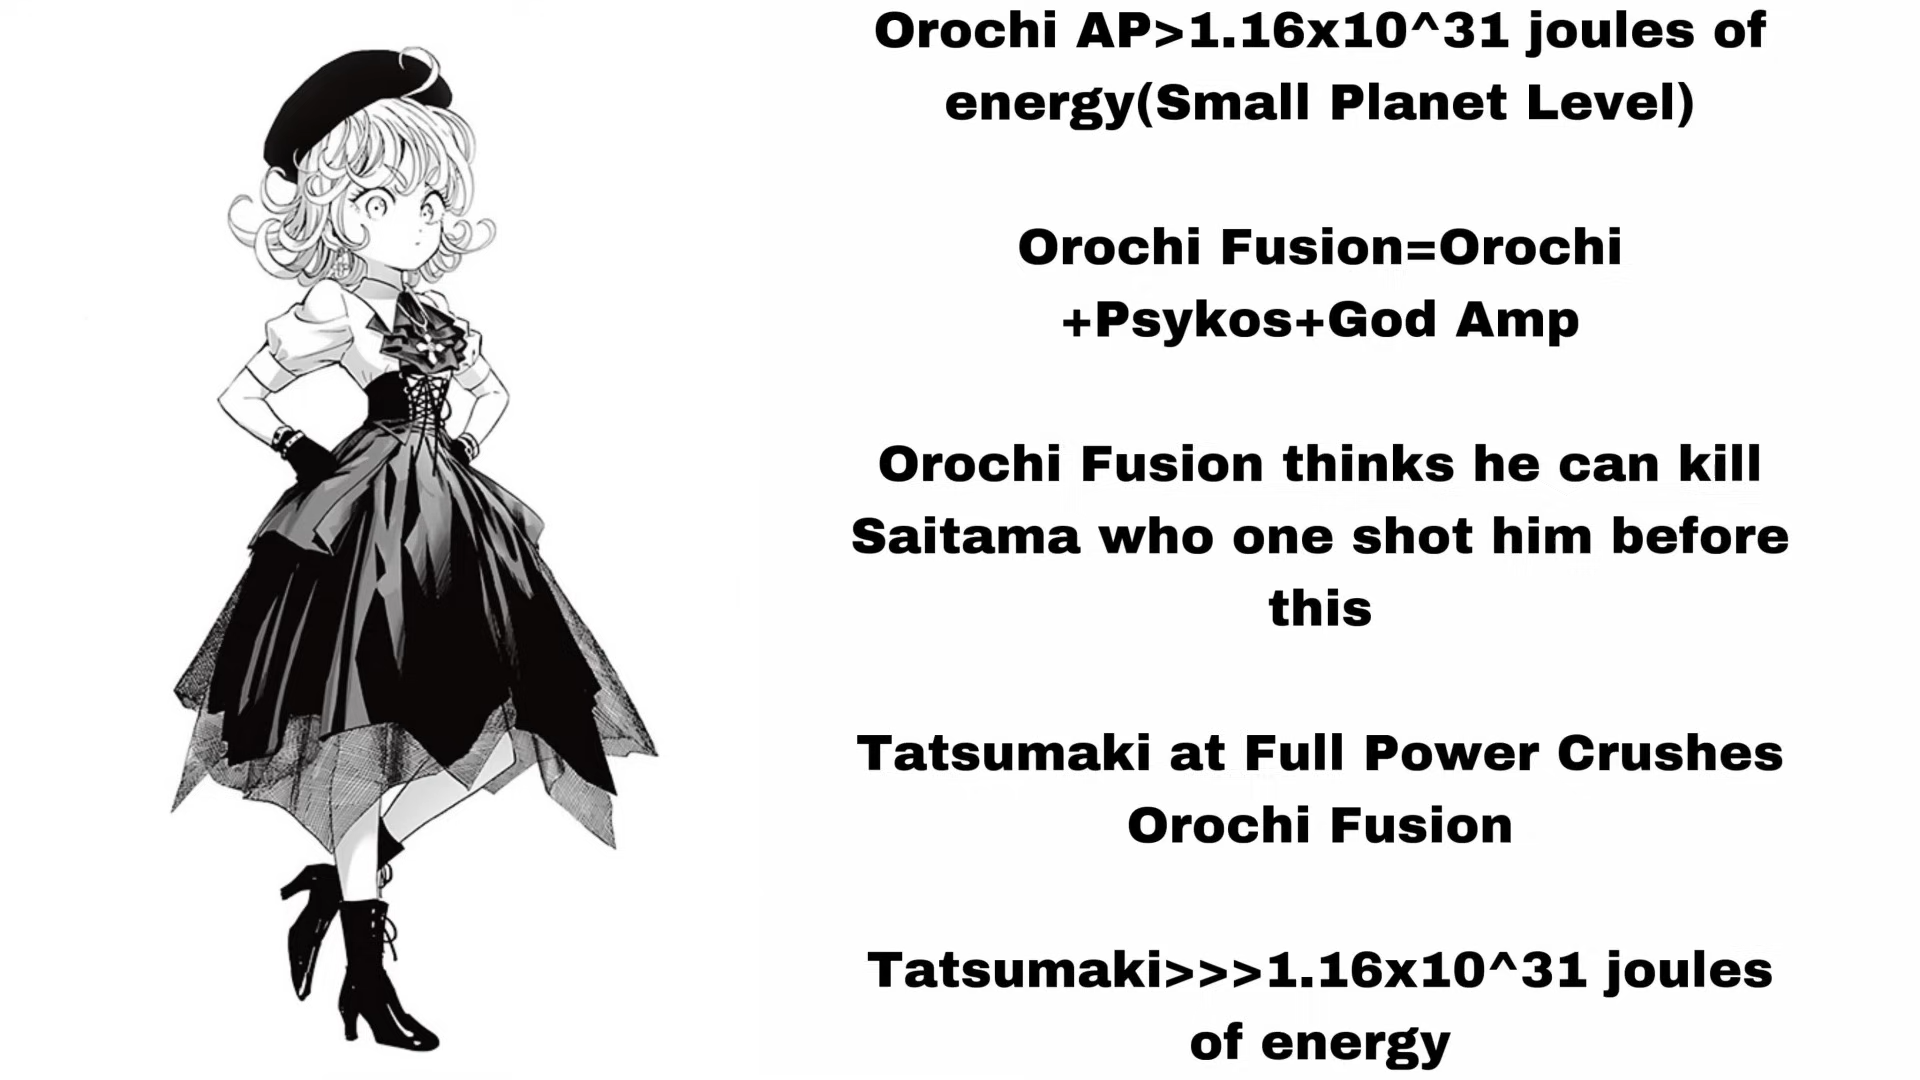 Orochi AP>1.16x10^31 joules of
energy(Small Planet Level)
Orochi Fusion=Orochi
+Psykos+God Amp
Orochi Fusion thinks he can kill
Saitama who one shot him before
this
Tatsumaki at Full Power Crushes
Orochi Fusion
Tatsumaki>>>1.16x10^31 joules
of energy